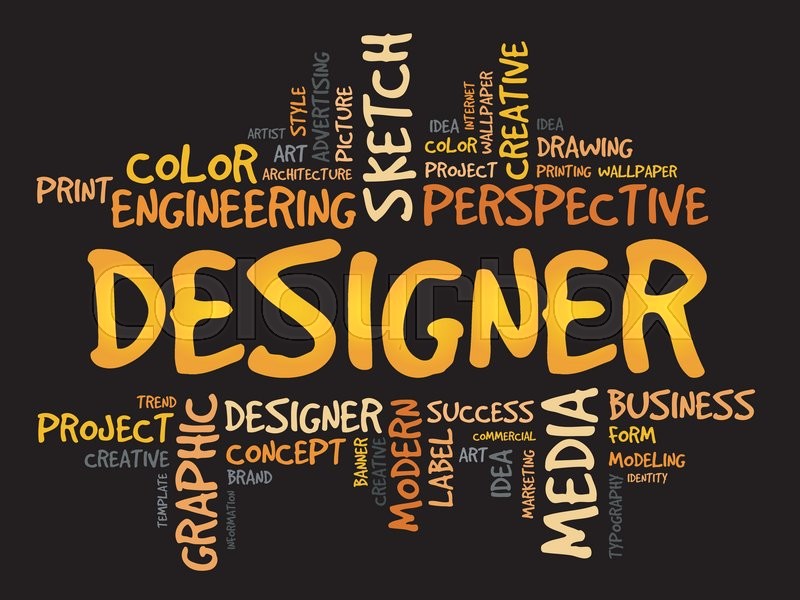 SKETCH
CREATIVE
ADVERTISING
STYLE
PICTURE
INTERNET
WALLPAPER
ARTIST
IDEA
IDEA
COLOR
ART
COLOR
DRAWING
ARCHITECTURE
PROJECT
PRINTING
WALLPAPER
PRINT
ENGINEERING
PERSPECTIVE
DESIGNER
colourbox
TREND
PROJECT
GRAPHIC
DESIGNER
MODERN
SUCCESS
MEDIA
BUSINESS
CREATIVE
CONCEPT
BANNER
CREATIVE
LABEL
COMMERCIAL
FORM
ART
IDEA
MARKETING
MODELING
TEMPLATE
BRAND
IDENTITY
INFORMATION
TYPOGRAPHY